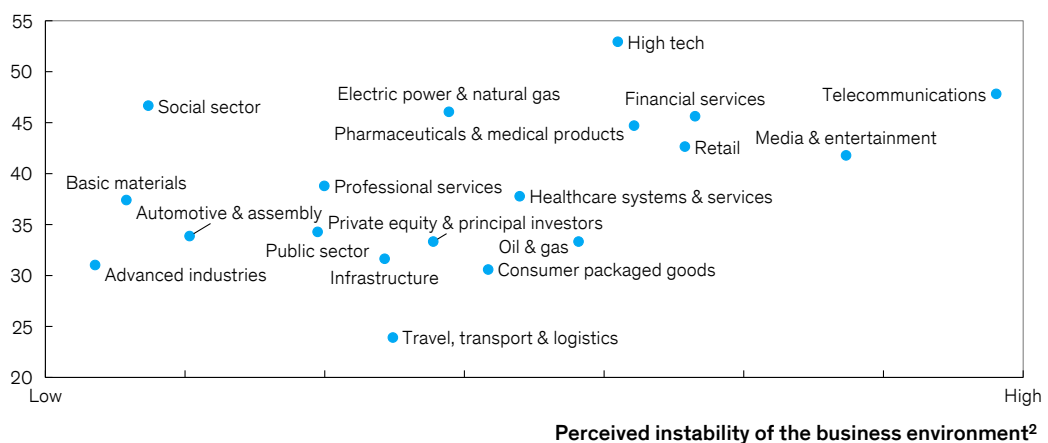 55
High tech
50
Electric power & natural gas
Financial services
Telecommunications
Social sector
45
Pharmaceuticals & medical products
Media & entertainment
Retail
40
Basic materials
Professional services
Healthcare systems & services
Automotive & assembly
35
Private equity & principal investors
Public sector
Oil & gas
Advanced industries
Infrastructure
Consumer packaged goods
30
25
Travel, transport & logistics
20
Low
High
Perceived instability of the business environment²